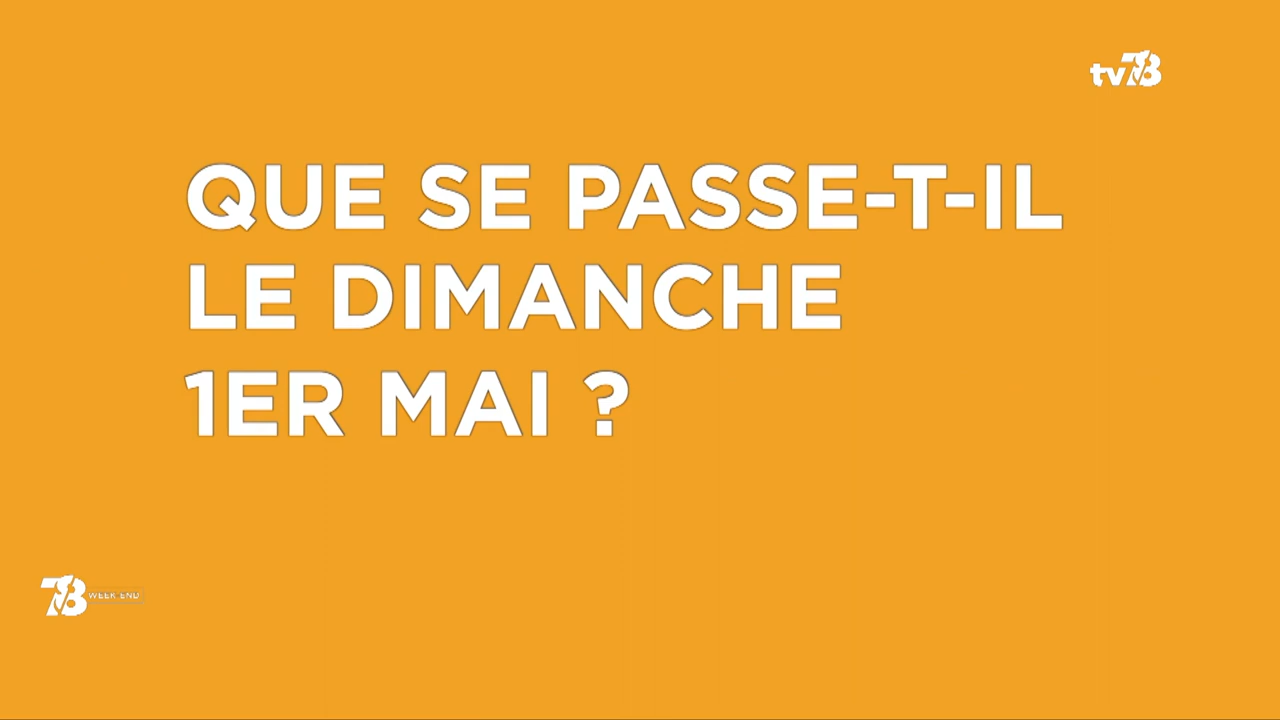 tv78
QUE SE PASSE-T-IL
LE DIMANCHE
1ER MAI ?
78 WEEK-END